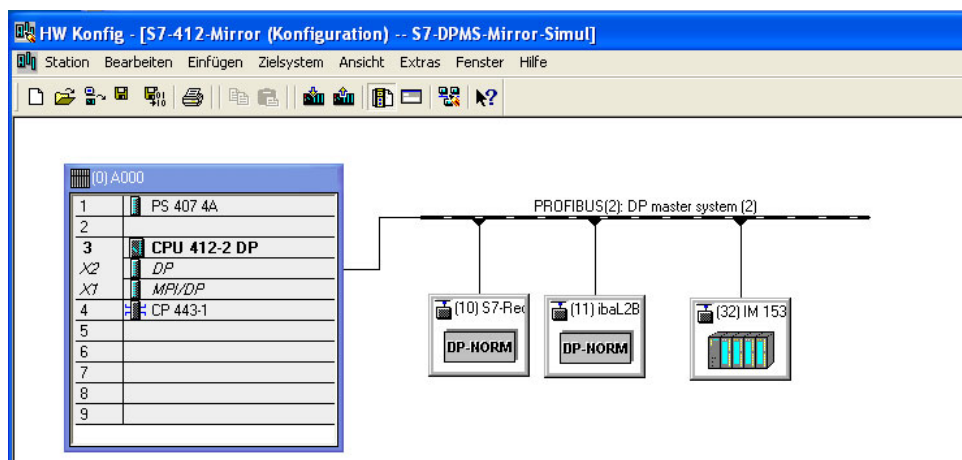 HW Konfig - [S7-412-Mirror (Konfiguration) -- S7-DPMS-Mirror-Simul]
Station Bearbeiten Einfügen Zielsystem Ansicht Extras Fenster Hilfe
(0) A000
1 PS 407 4A
2
3 CPU 412-2 DP
X2 DP
X1 MPI/DP
4 CP 443-1
5
6
7
8
9
PROFIBUS(2): DP master system (2)
(10) S7-Rec
DP-NORM
(11) ibaL2B
DP-NORM
(32) IM 153